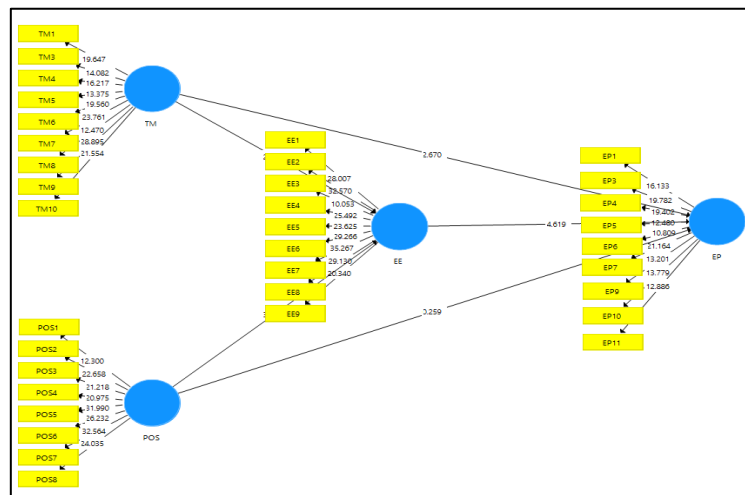 TM1
TM3
TM4
TM5
TM6
TM7
TM8
TM9
TM10
19.647
14.082
16.217
13.375
19.560
23.761
12.470
28.895
21.554
TM
2.670
EE1
EE2
EE3
EE4
EE5
EE6
EE7
EE8
EE9
28.007
32.570
10.053
25.492
23.625
29.266
35.267
29.130
20.340
EE
4.619
EP1
EP3
EP4
EP5
EP6
EP7
EP9
EP10
EP11
16.133
19.782
19.402
12.480
10.809
21.164
13.201
13.779
12.886
EP
0.259
POS1
POS2
POS3
POS4
POS5
POS6
POS7
POS8
12.300
22.658
21.218
20.975
31.990
26.232
32.564
24.035
POS